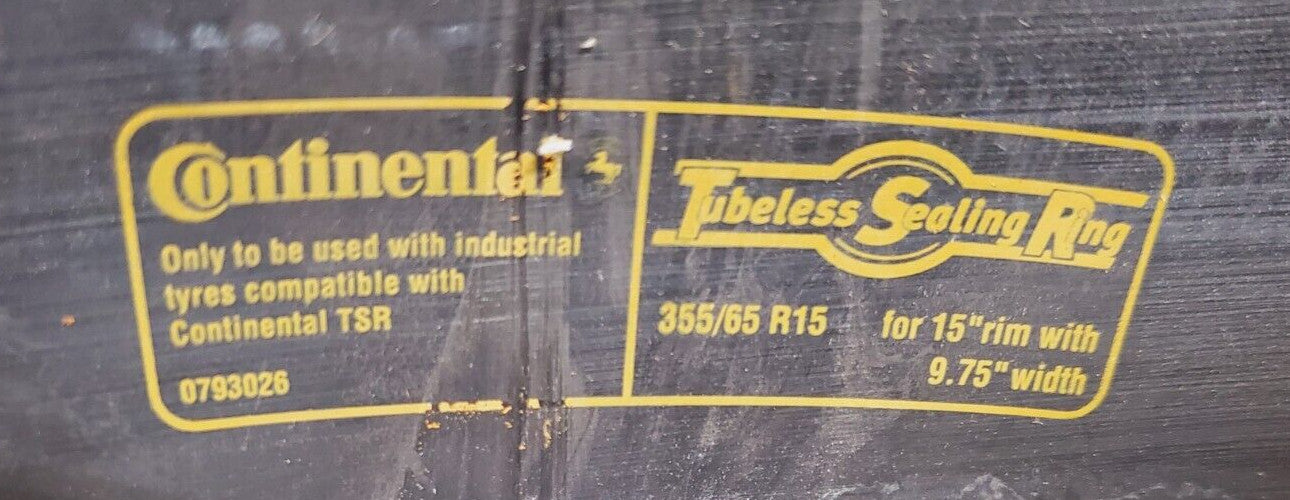 Continental
Only to be used with industrial
tyres compatible with
Continental TSR
0793026
Tubeless Sealing Ring
355/65 R15
for 15" rim with
9.75" width